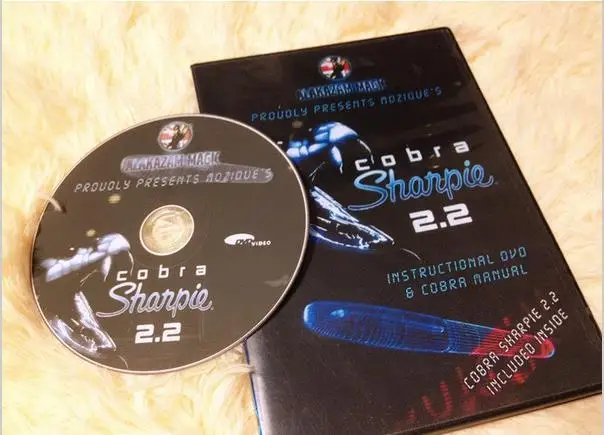 ALAKAZAM MAGIC
PROUDLY PRESENTS MOZIQUE'S
cobra
Sharpie
2.2
DVD
VIDEO
ALAKAZAM MAGIC
PROUDLY PRESENTS MOZIQUE'S
cobra
Sharpie
2.2
INSTRUCTIONAL DVD
& COBRA MANUAL
COBRA SHARPIE 2.2
INCLUDED INSIDE